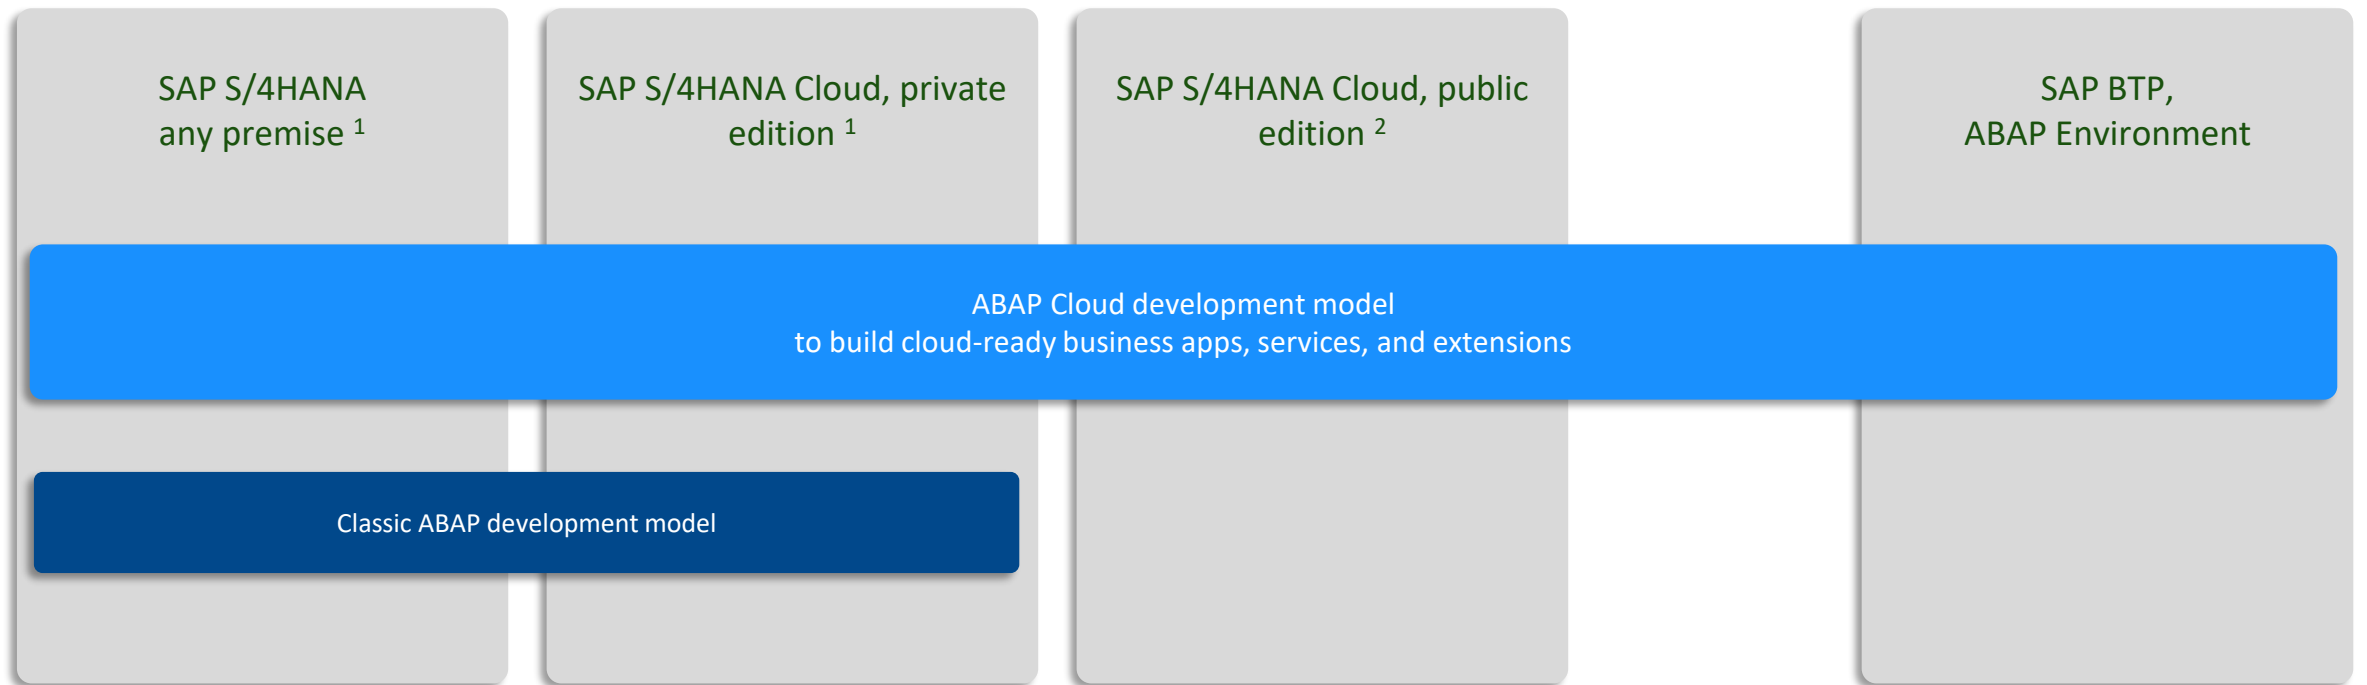 SAP S/4HANA
any premise 1
SAP S/4HANA Cloud, private
edition 1
SAP S/4HANA Cloud, public
edition 2
SAP BTP,
ABAP Environment
ABAP Cloud development model
to build cloud-ready business apps, services, and extensions
Classic ABAP development model